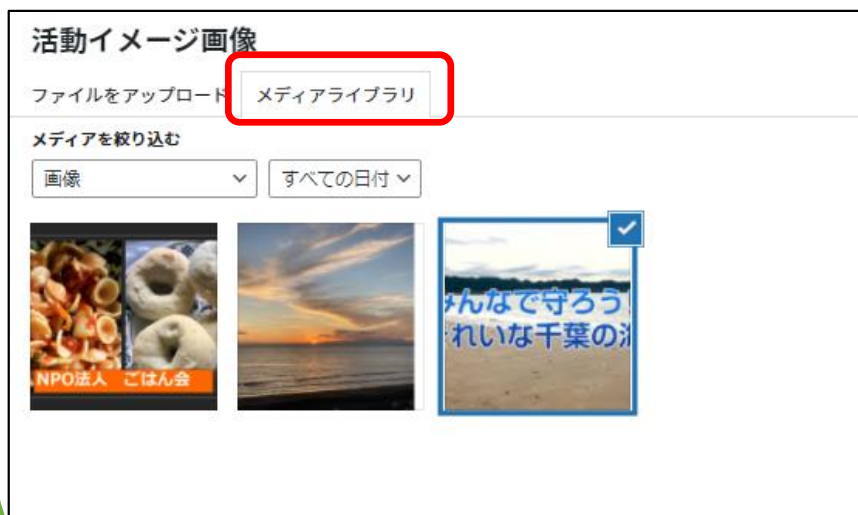 活動イメージ画像
ファイルをアップロード メディアライブラリ
メディアを絞り込む
画像 すべての日付
NPO法人 ごはん会
みんなで守ろう!
れいな千葉の海